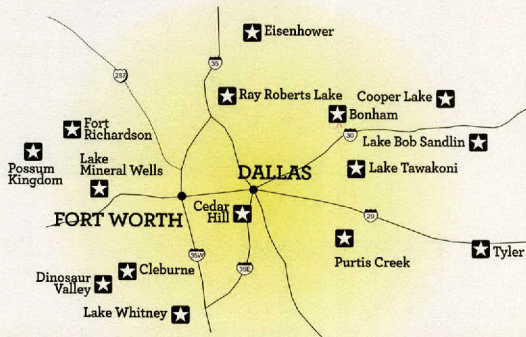 Eisenhower
35
287
Ray Roberts Lake
Cooper Lake
Bonham
Fort
Richardson
30
Lake Bob Sandlin
Possum
Kingdom
Lake
Mineral Wells
DALLAS
Lake Tawakoni
Cedar
Hill
FORT WORTH
20
35W
35E
Purtis Creek
Tyler
Dinosaur
Valley
Cleburne
Lake Whitney